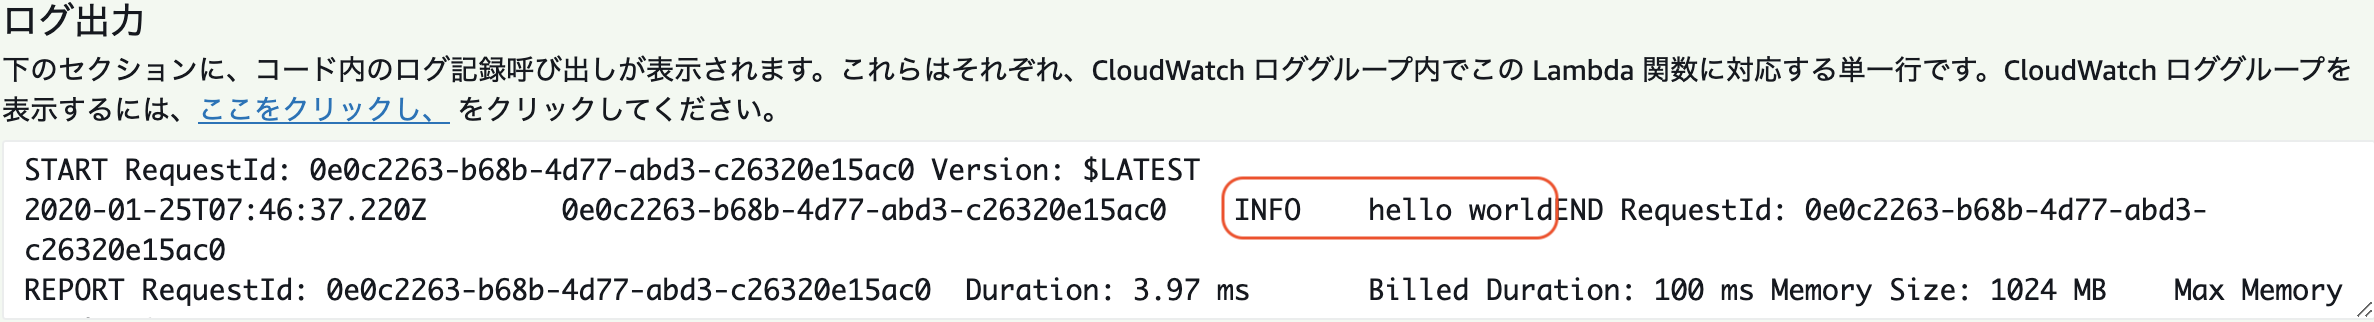 ログ出力
下のセクションに、コード内のログ記録呼び出しが表示されます。これらはそれぞれ、CloudWatch ロググループ内でこの Lambda 関数に対応する単一行です。CloudWatch ロググループを
表示するには、ここをクリックし、 をクリックしてください。
START RequestId: 0e0c2263-b68b-4d77-abd3-c26320e15ac0 Version: $LATEST
2020-01-25T07:46:37.220Z 0e0c2263-b68b-4d77-abd3-c26320e15ac0 INFO hello worldEND RequestId: 0e0c2263-b68b-4d77-abd3-
c26320e15ac0
REPORT RequestId: 0e0c2263-b68b-4d77-abd3-c26320e15ac0 Duration: 3.97 ms Billed Duration: 100 ms Memory Size: 1024 MB Max Memory